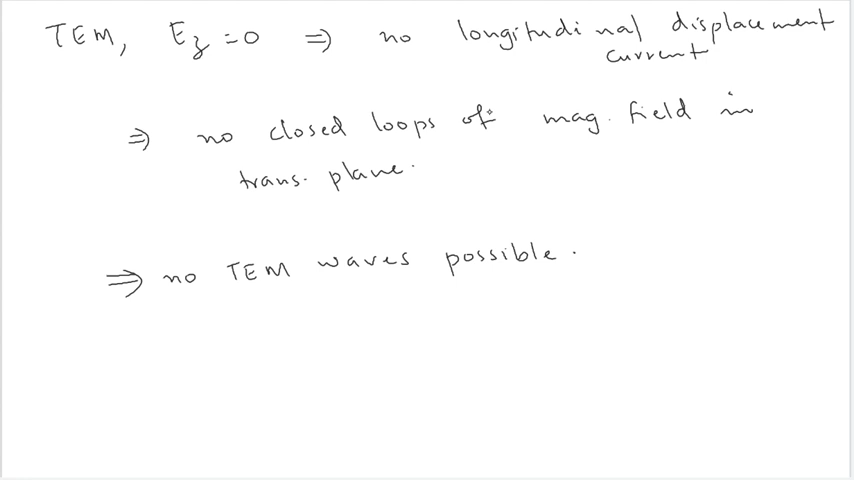 TEM, E_z = 0 ⇒ no longitudinal displacement
current
⇒ no closed loops of mag. field in
trans. plane.
⇒ no TEM waves possible.